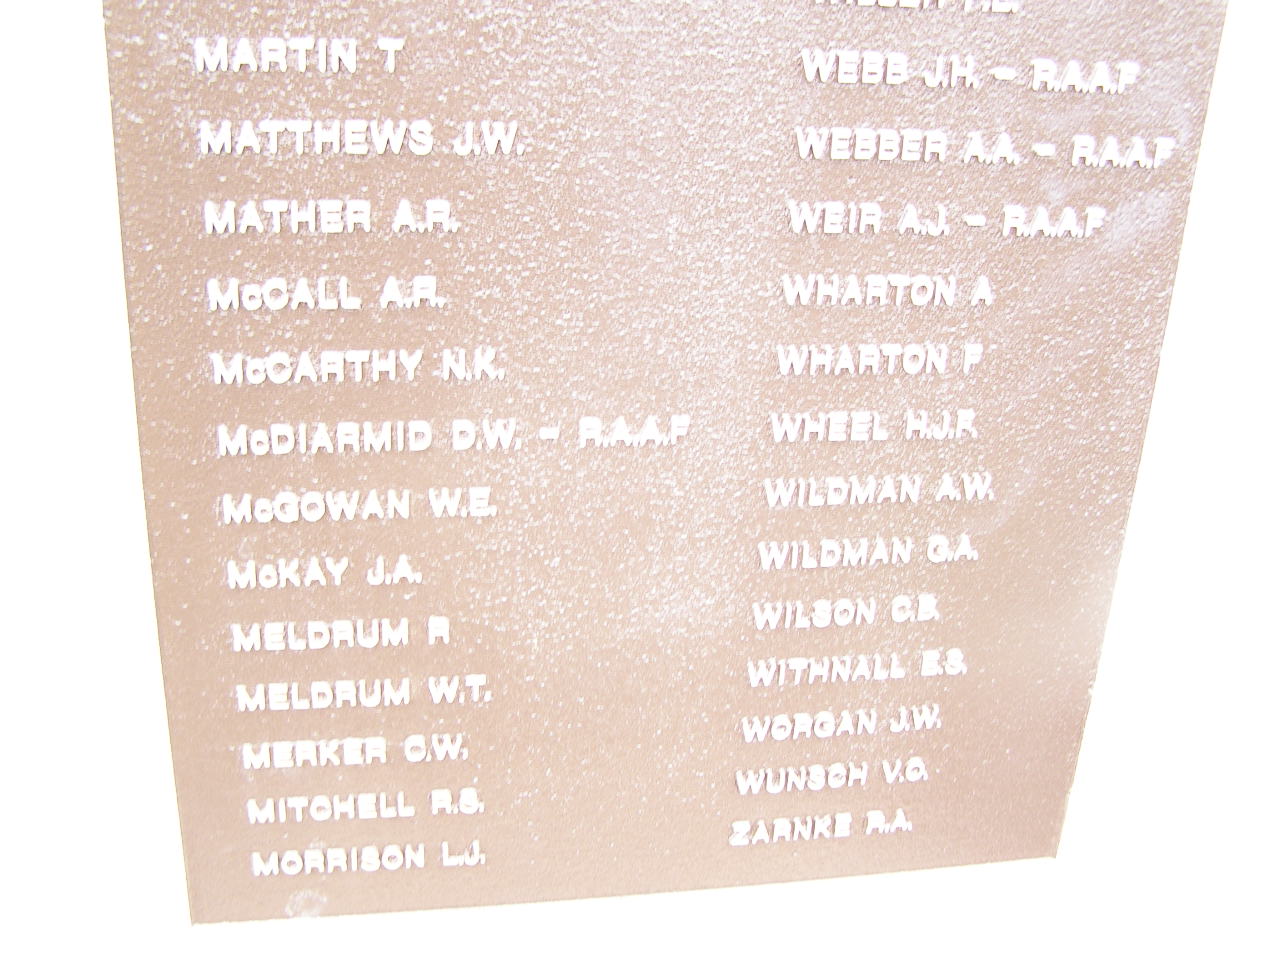 MARTIN T
MATTHEWS J.W.
MATHER A.R.
McCALL A.R.
McCARTHY N.K.
McDIARMID D.W. - R.A.A.F
McGOWAN W.E.
McKAY J.A.
MELDRUM R
MELDRUM W.T.
MERKER C.W.
MITCHELL R.S.
MORRISON L.J.
WEBB J.H. - R.A.A.F
WEBBER A.A. - R.A.A.F
WEIR A.J. - R.A.A.F
WHARTON A
WHARTON F
WHEEL H.J.F.
WILDMAN A.W.
WILDMAN G.A.
WILSON C.E.
WITHNALL E.S.
WORGAN J.W.
WUNSCH V.O.
ZARNKE R.A.